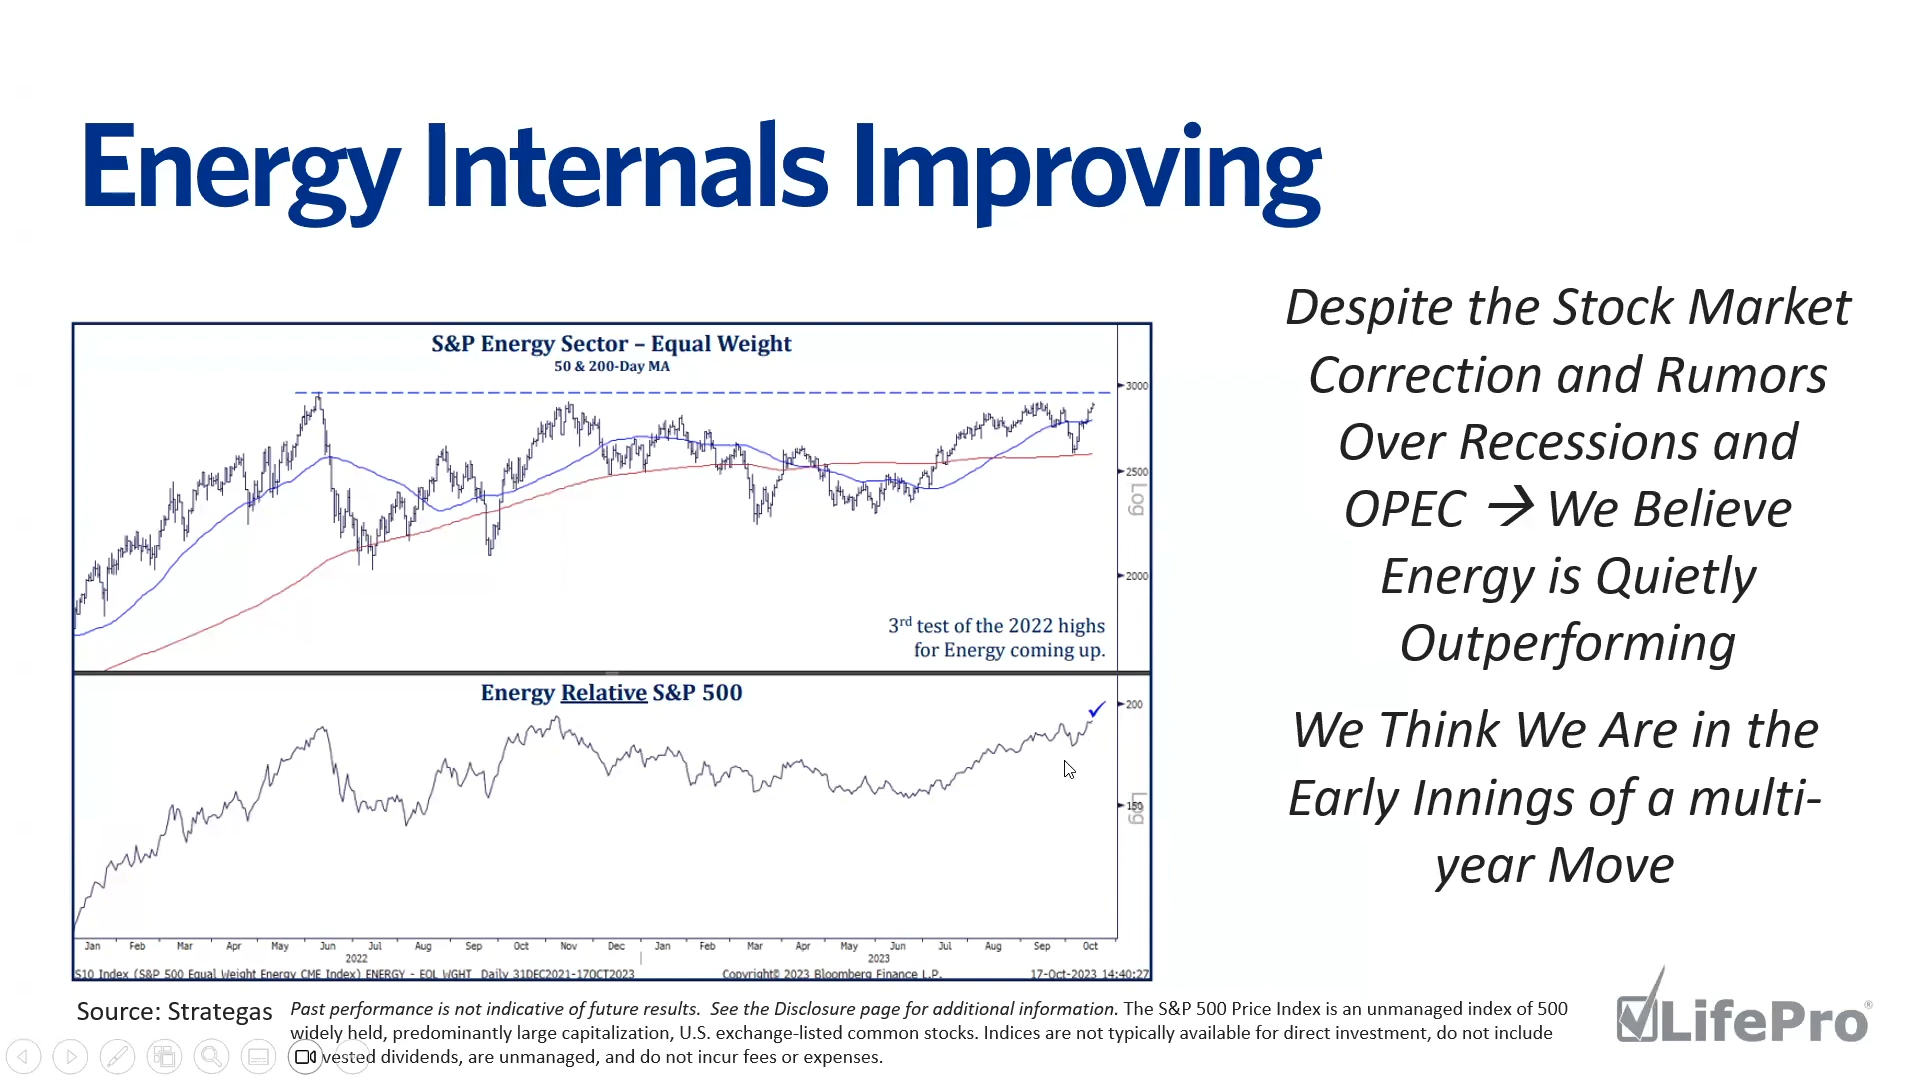 Energy Internals Improving
S&P Energy Sector – Equal Weight
50 & 200-Day MA
3000
2500
Log
2000
3rd test of the 2022 highs
for Energy coming up.
Energy Relative S&P 500
200
150
Log
Jan Feb Mar Apr May Jun Jul Aug Sep Oct Nov Dec Jan Feb Mar Apr May Jun Jul Aug Sep Oct
2022 2023
S10 Index (S&P 500 Equal Weight Energy CME Index) ENERGY - EQL WGHT Daily 31DEC2021-17OCT2023 Copyright© 2023 Bloomberg Finance L.P. 17-Oct-2023 14:40:27
Despite the Stock Market
Correction and Rumors
Over Recessions and
OPEC → We Believe
Energy is Quietly
Outperforming
We Think We Are in the
Early Innings of a multi-
year Move
Source: Strategas
Past performance is not indicative of future results. See the Disclosure page for additional information. The S&P 500 Price Index is an unmanaged index of 500
widely held, predominantly large capitalization, U.S. exchange-listed common stocks. Indices are not typically available for direct investment, do not include
vested dividends, are unmanaged, and do not incur fees or expenses.
LifePro®